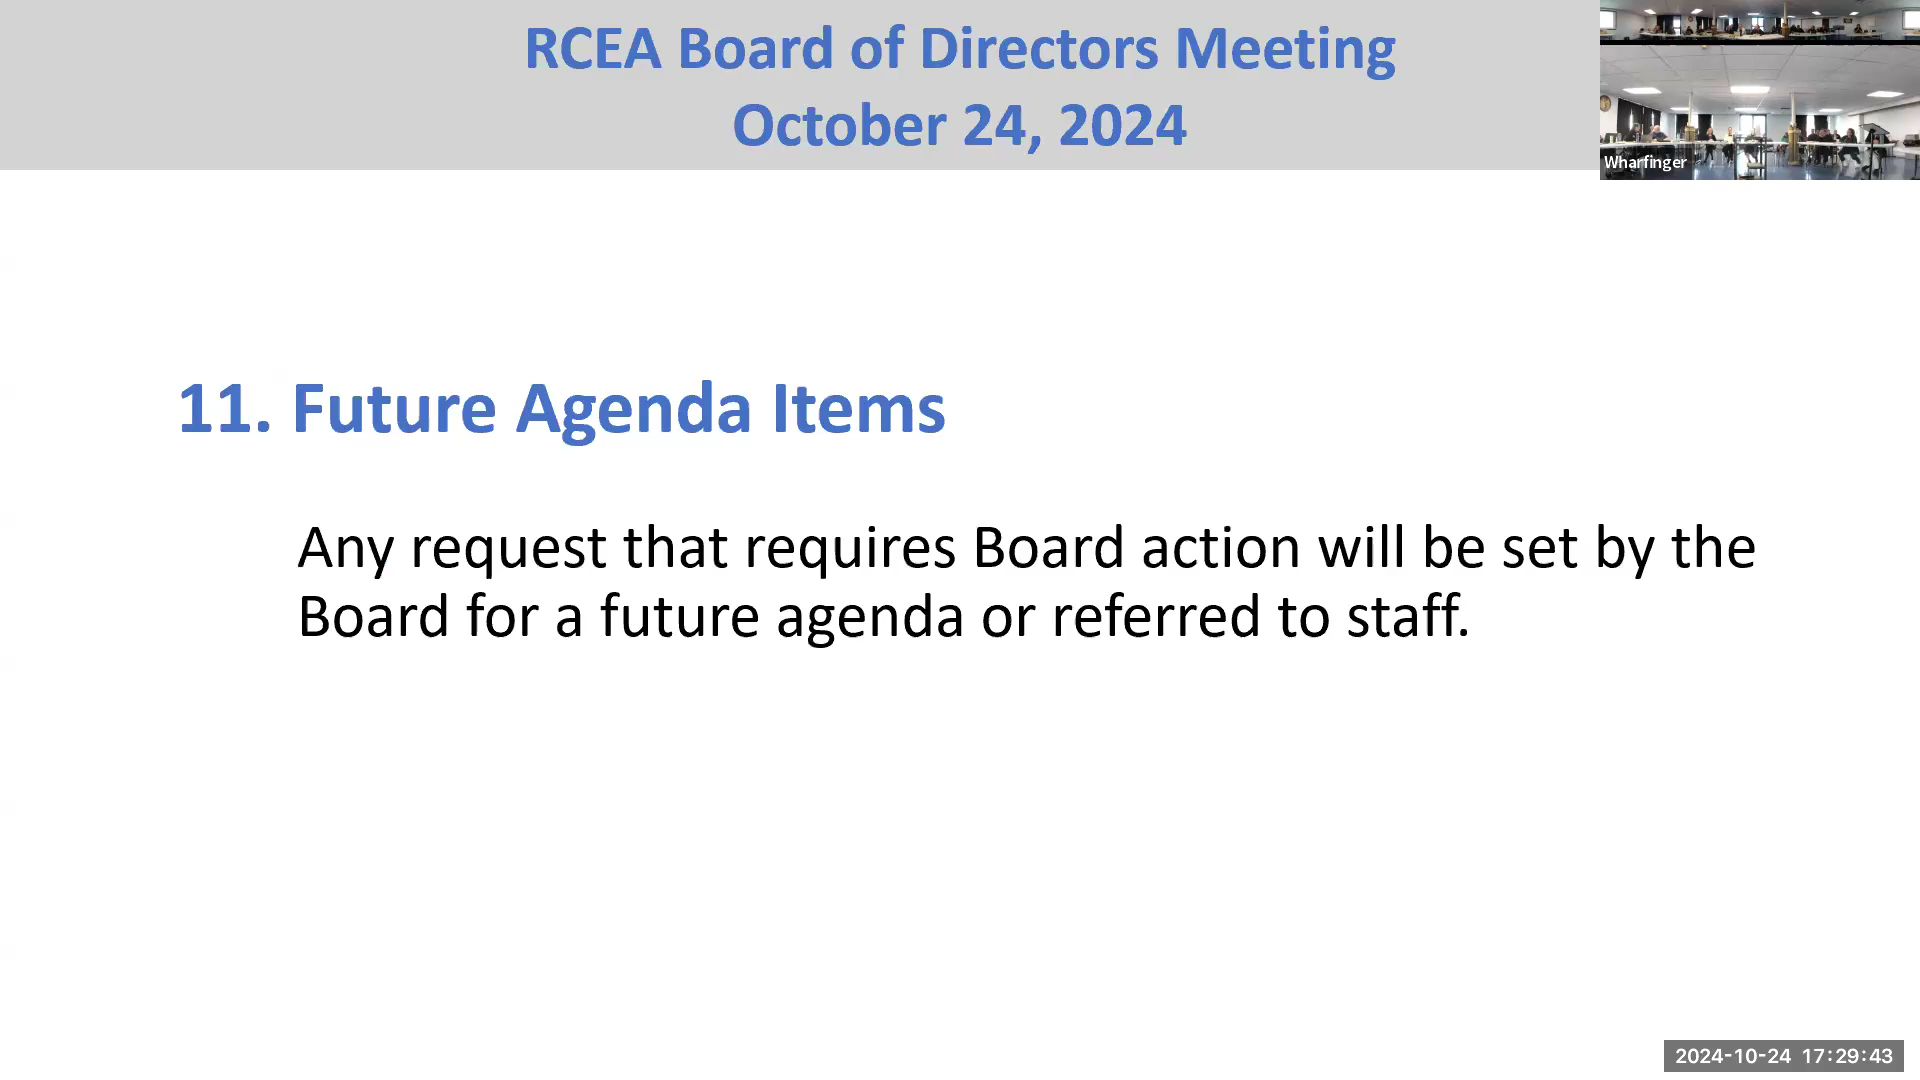 RCEA Board of Directors Meeting
October 24, 2024
Wharfinger
11. Future Agenda Items
Any request that requires Board action will be set by the
Board for a future agenda or referred to staff.
2024-10-24 17:29:43